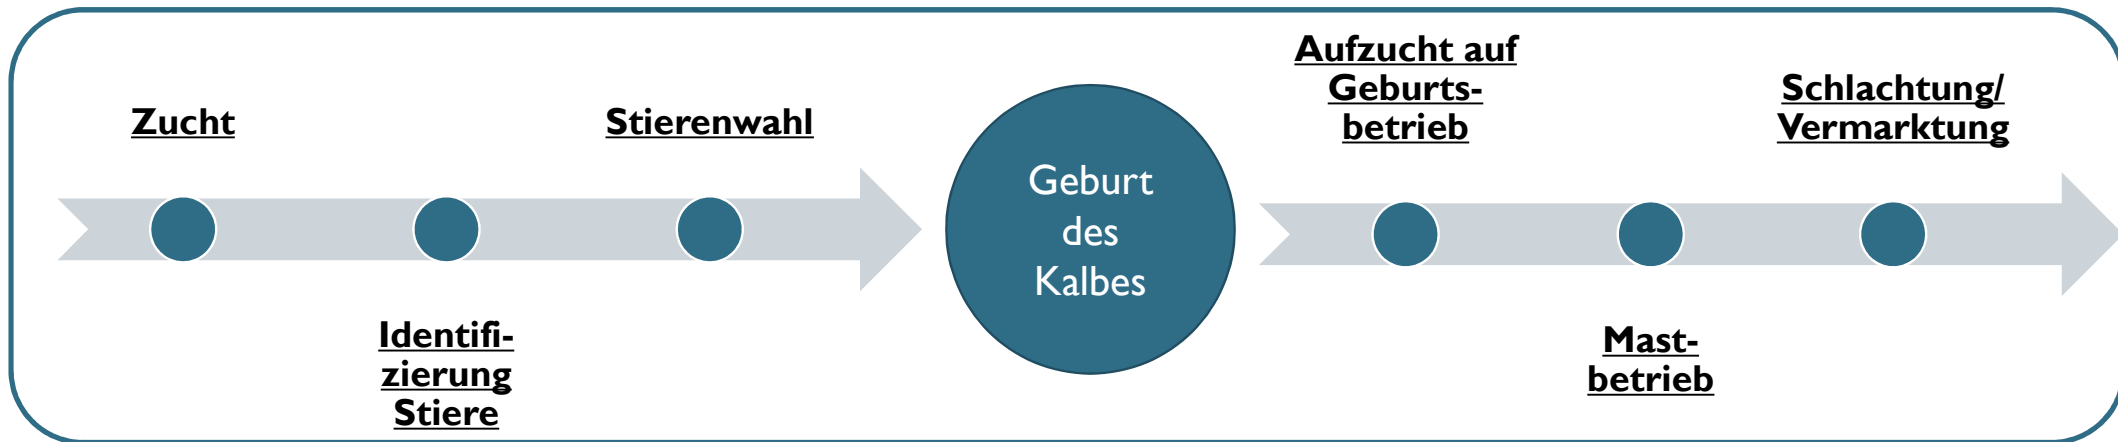 Zucht
Identifi-
zierung
Stiere
Stierenwahl
Geburt
des
Kalbes
Aufzucht auf
Geburts-
betrieb
Mast-
betrieb
Schlachtung/
Vermarktung